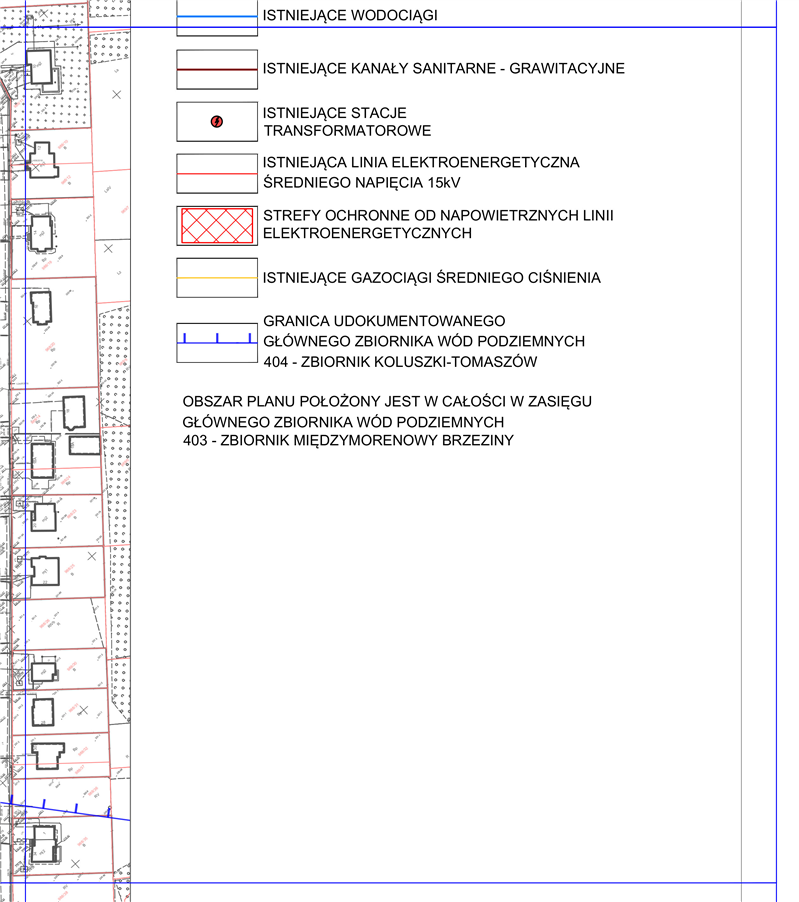 ISTNIEJĄCE WODOCIĄGI
ISTNIEJĄCE KANAŁY SANITARNE - GRAWITACYJNE
ISTNIEJĄCE STACJE
TRANSFORMATOROWE
ISTNIEJĄCA LINIA ELEKTROENERGETYCZNA
ŚREDNIEGO NAPIĘCIA 15kV
STREFY OCHRONNE OD NAPOWIETRZNYCH LINII
ELEKTROENERGETYCZNYCH
ISTNIEJĄCE GAZOCIĄGI ŚREDNIEGO CIŚNIENIA
GRANICA UDOKUMENTOWANEGO
GŁÓWNEGO ZBIORNIKA WÓD PODZIEMNYCH
404 - ZBIORNIK KOLUSZKI-TOMASZÓW
OBSZAR PLANU POŁOŻONY JEST W CAŁOŚCI W ZASIĘGU
GŁÓWNEGO ZBIORNIKA WÓD PODZIEMNYCH
403 - ZBIORNIK MIĘDZYMORENOWY BRZEZINY